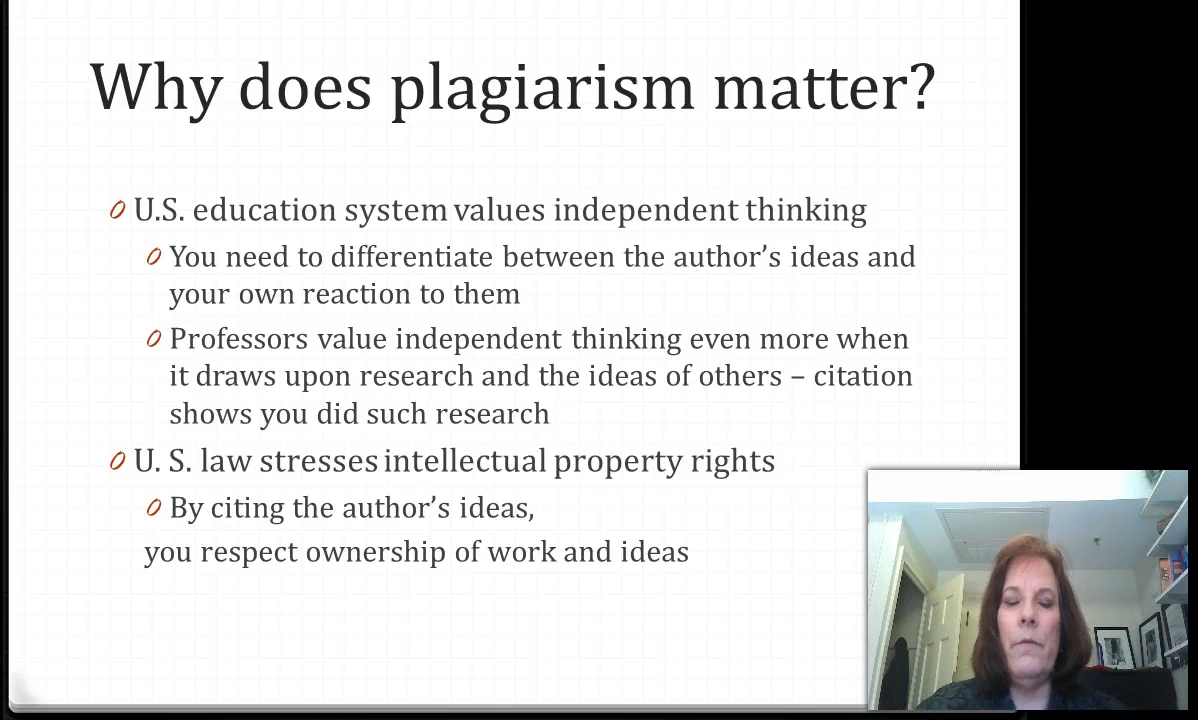 Why does plagiarism matter?
U.S. education system values independent thinking
You need to differentiate between the author’s ideas and
your own reaction to them
Professors value independent thinking even more when
it draws upon research and the ideas of others – citation
shows you did such research
U. S. law stresses intellectual property rights
By citing the author’s ideas,
you respect ownership of work and ideas